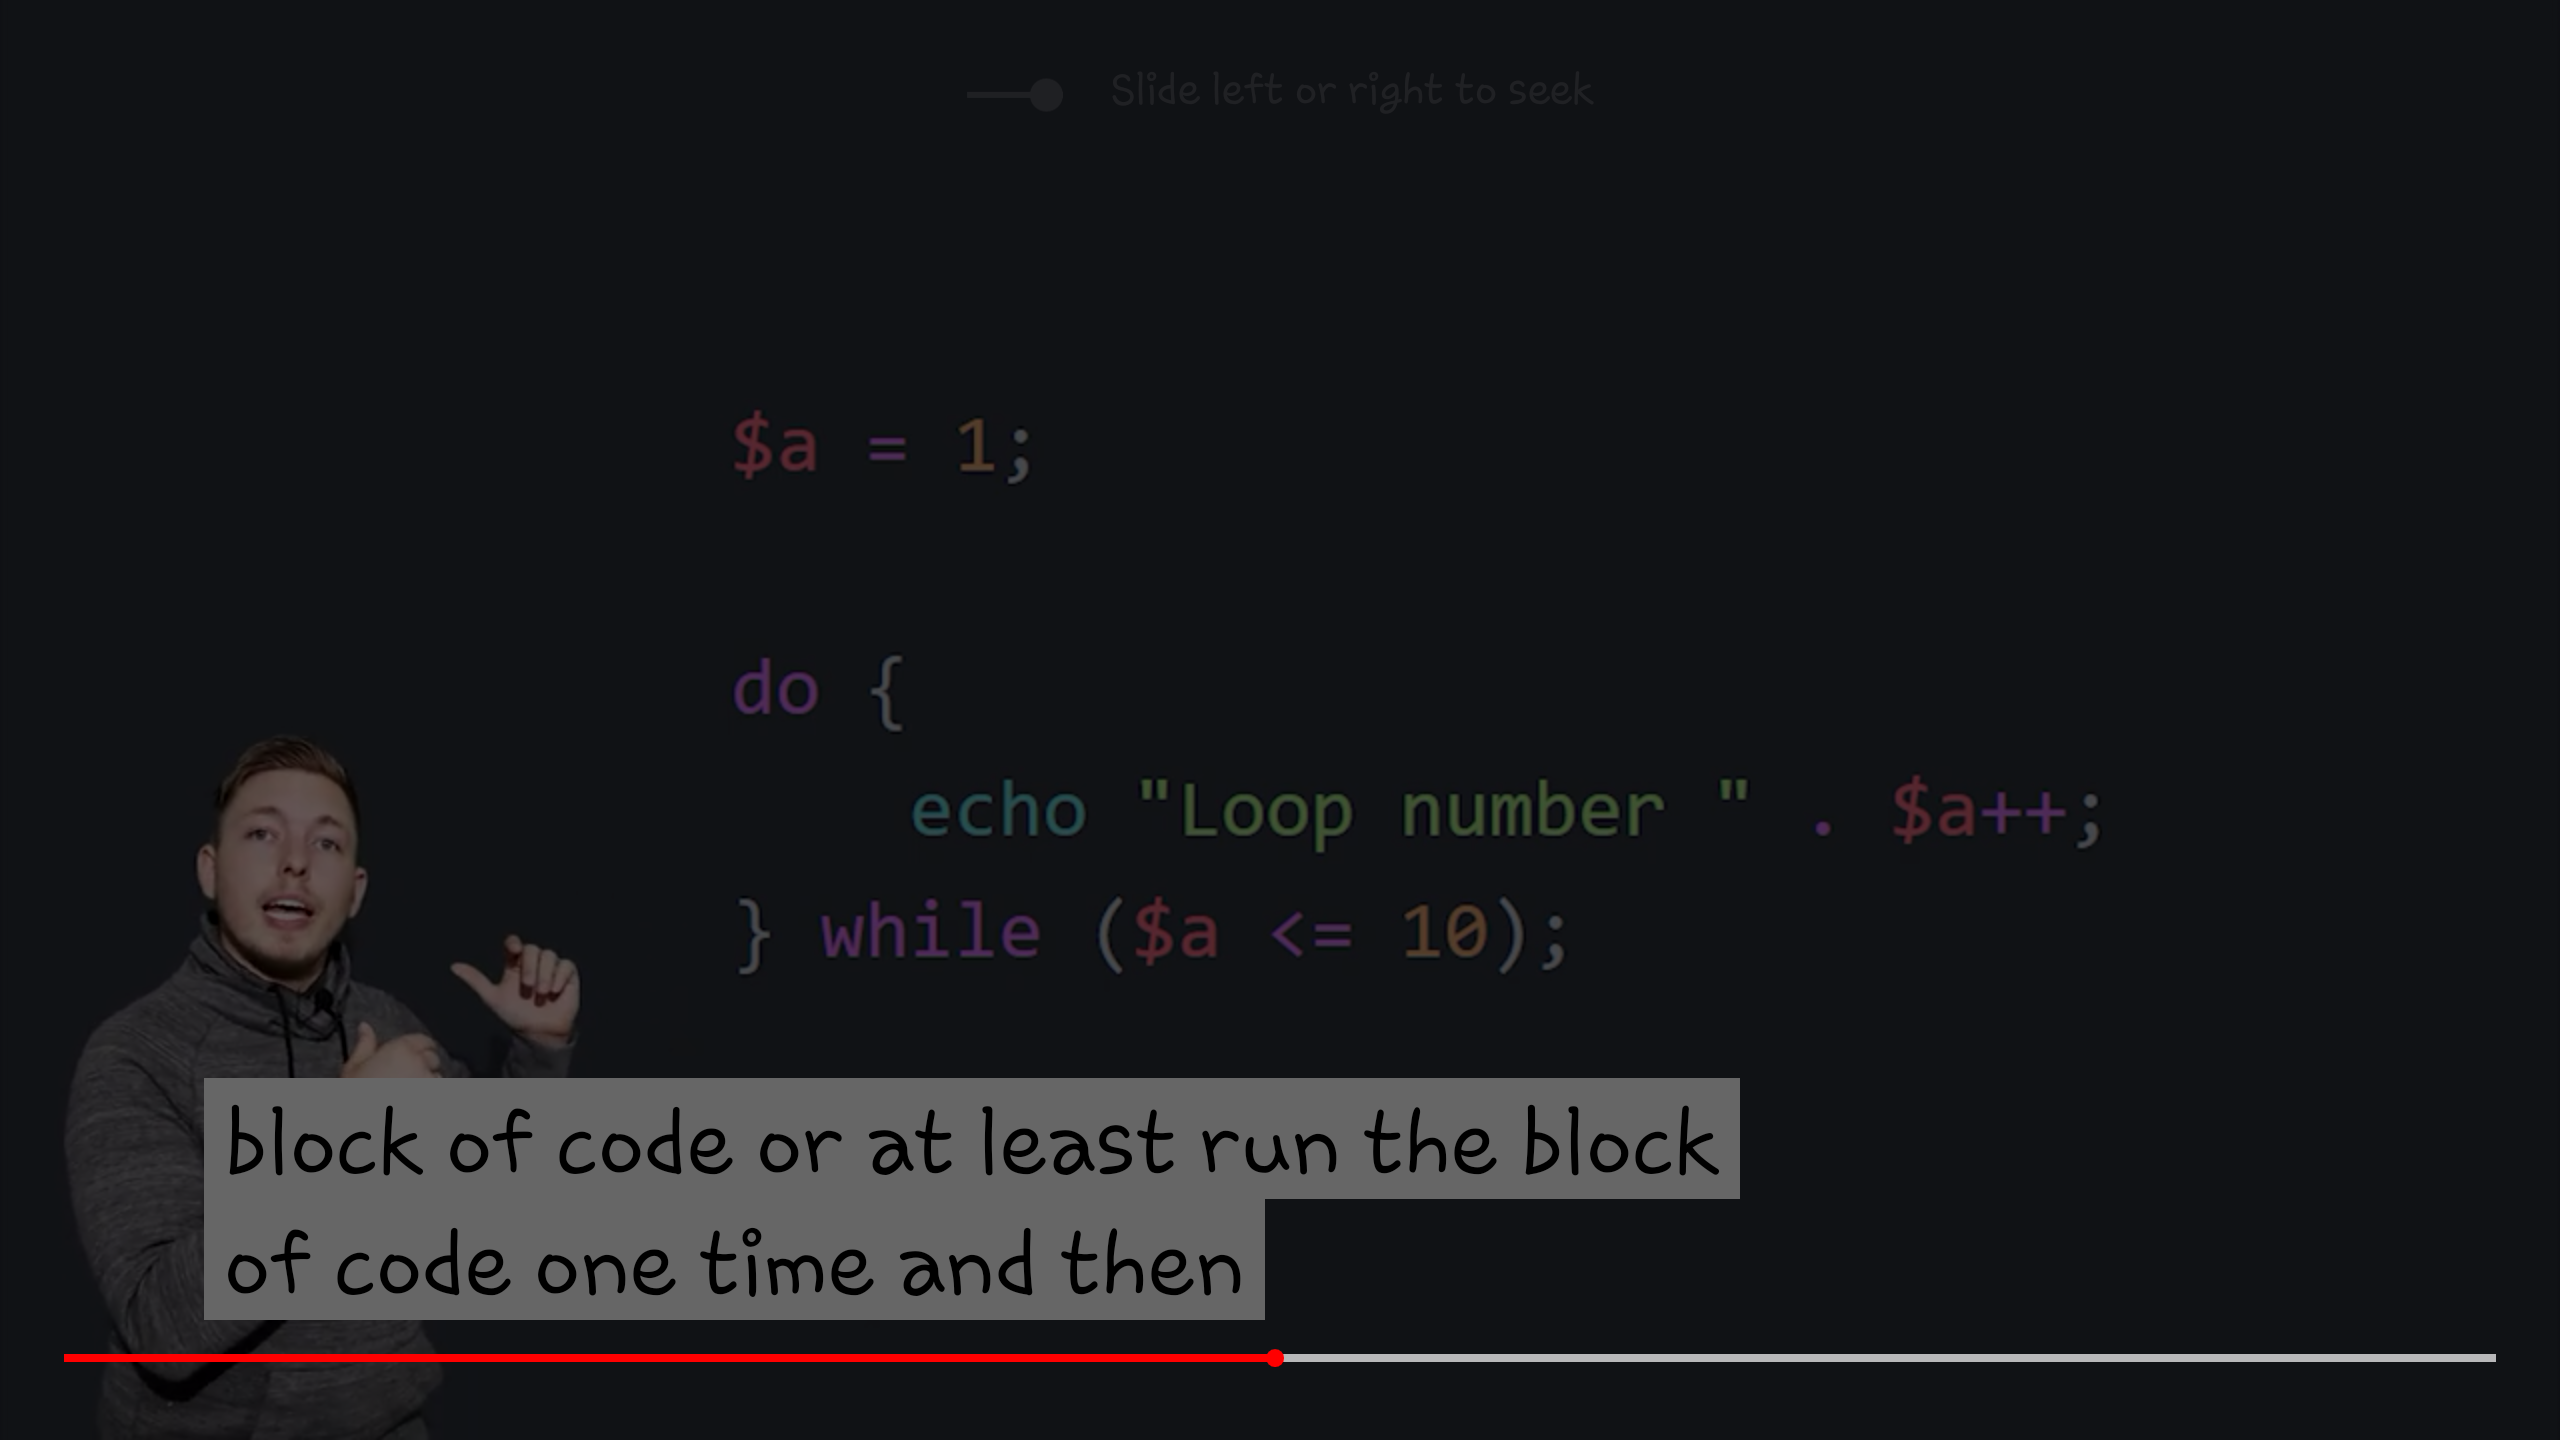 Slide left or right to seek
$a = 1;
do {
echo "Loop number " . $a++;
} while ($a <= 10);
block of code or at least run the block
of code one time and then